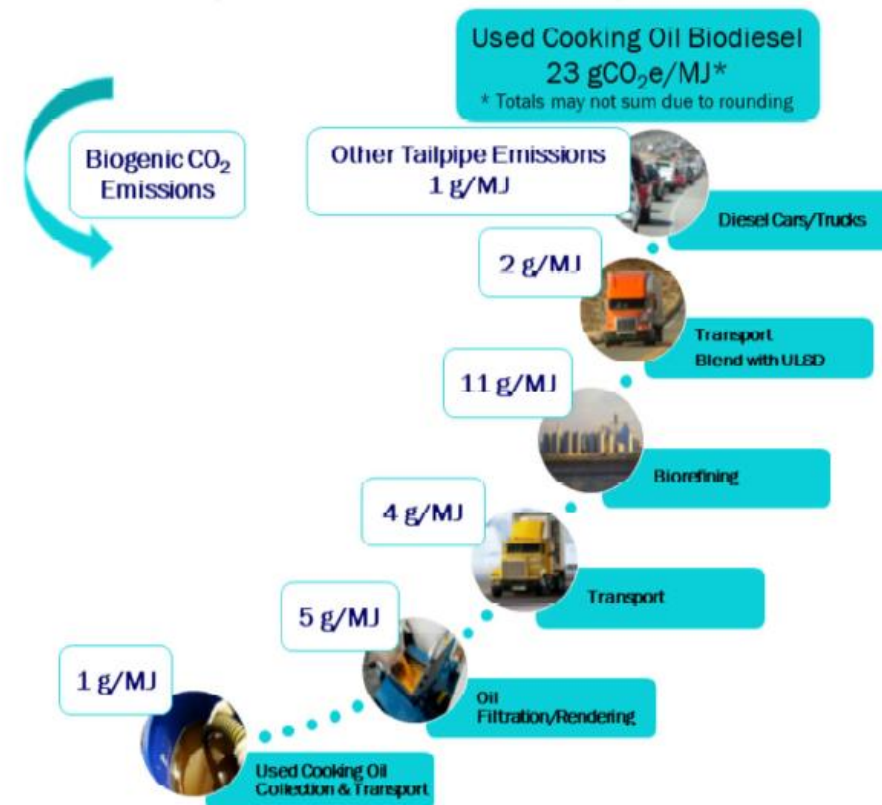 Used Cooking Oil Biodiesel
23 gCO₂e/MJ*
* Totals may not sum due to rounding
Biogenic CO₂
Emissions
Other Tailpipe Emissions
1 g/MJ
Diesel Cars/Trucks
2 g/MJ
Transport
Blend with ULSD
11 g/MJ
Biorefining
4 g/MJ
Transport
5 g/MJ
Oil
Filtration/Rendering
1 g/MJ
Used Cooking Oil
Collection & Transport